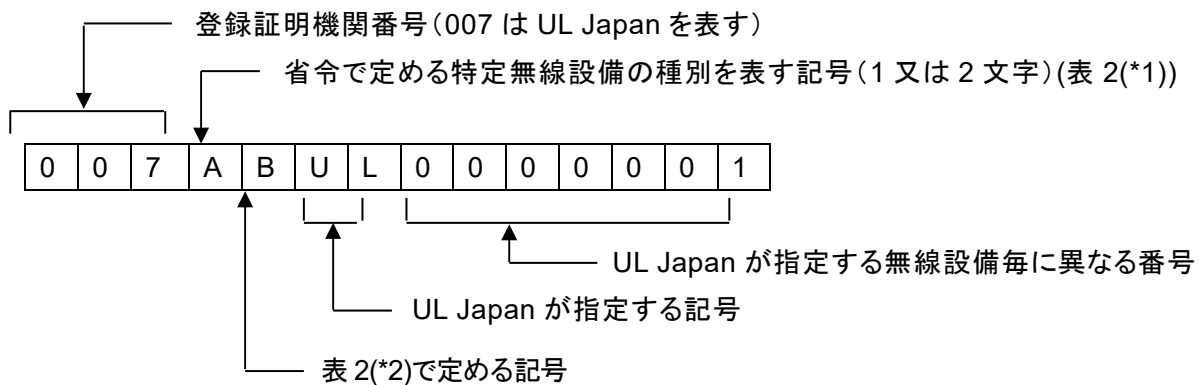 登録証明機関番号（007 は UL Japan を表す）
省令で定める特定無線設備の種別を表す記号（1 又は 2 文字）(表 2(*1))
0 0 7 A B U L 0 0 0 0 0 0 1
UL Japan が指定する無線設備毎に異なる番号
UL Japan が指定する記号
表 2(*2)で定める記号